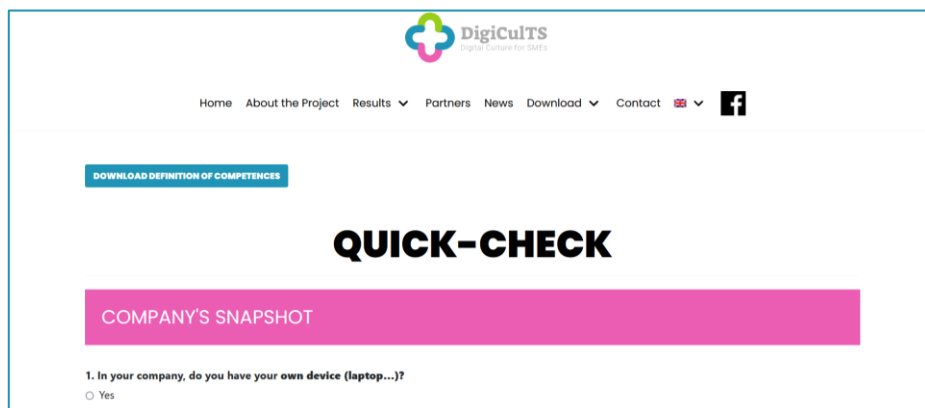 DigiCulTS
Digital Culture for SMEs
Home About the Project Results Partners News Download Contact
DOWNLOAD DEFINITION OF COMPETENCES
QUICK-CHECK
COMPANY'S SNAPSHOT
1. In your company, do you have your own device (laptop...)?
Yes